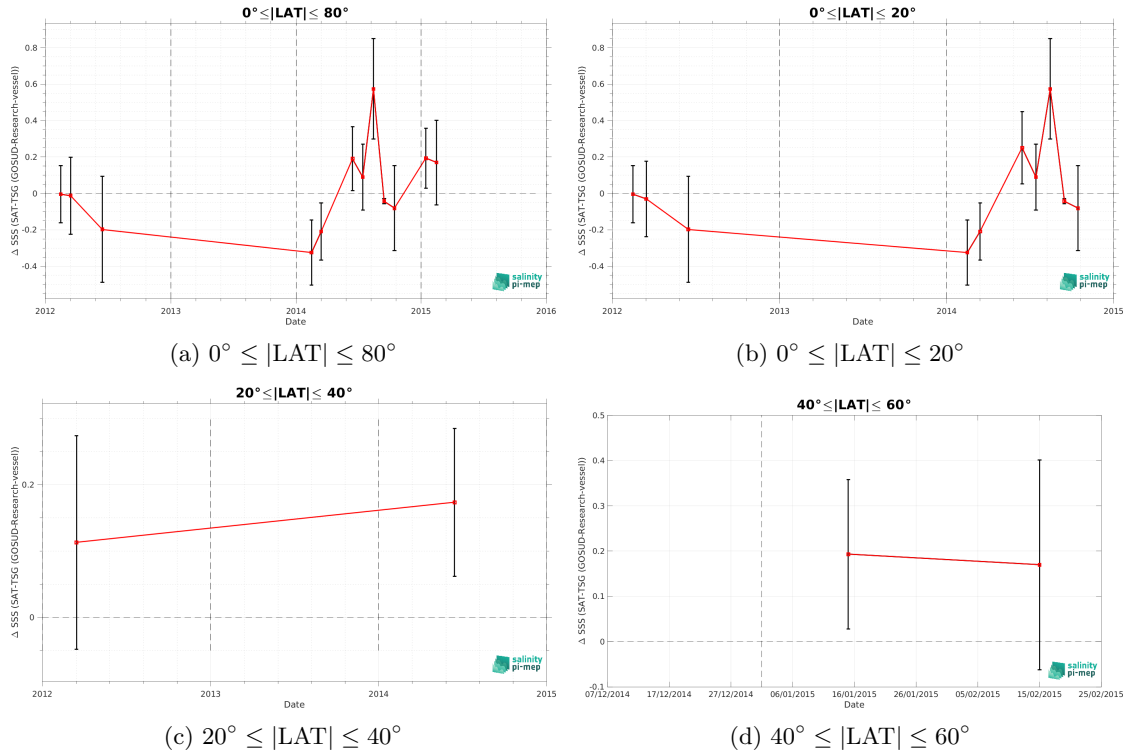 0°≤|LAT|≤ 80°
Δ SSS (SAT-TSG (GOSUD-Research-vessel))
0.8
0.6
0.4
0.2
0
-0.2
-0.4
salinity
pi-mep
2012
2013
2014
2015
2016
Date
(a) 0° ≤ |LAT| ≤ 80°
0°≤|LAT|≤ 20°
Δ SSS (SAT-TSG (GOSUD-Research-vessel))
0.8
0.6
0.4
0.2
0
-0.2
-0.4
salinity
pi-mep
2012
2013
2014
2015
Date
(b) 0° ≤ |LAT| ≤ 20°
20°≤|LAT|≤ 40°
Δ SSS (SAT-TSG (GOSUD-Research-vessel))
0.2
0
salinity
pi-mep
2012
2013
2014
2015
Date
(c) 20° ≤ |LAT| ≤ 40°
40°≤|LAT|≤ 60°
Δ SSS (SAT-TSG (GOSUD-Research-vessel))
0.5
0.4
0.3
0.2
0.1
0
-0.1
salinity
pi-mep
07/12/2014
17/12/2014
27/12/2014
06/01/2015
16/01/2015
26/01/2015
05/02/2015
15/02/2015
25/02/2015
Date
(d) 40° ≤ |LAT| ≤ 60°